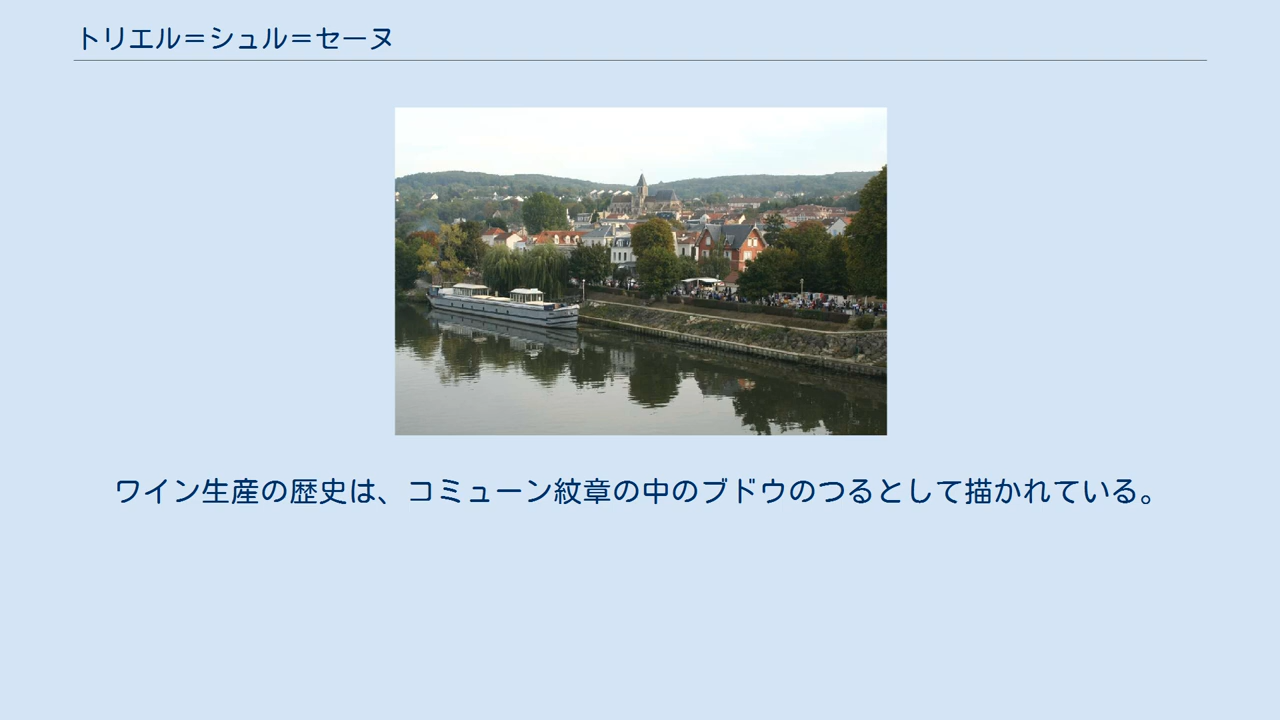 トリエル＝シュル＝セーヌ
ワイン生産の歴史は、コミューン紋章の中のブドウのつるとして描かれている。